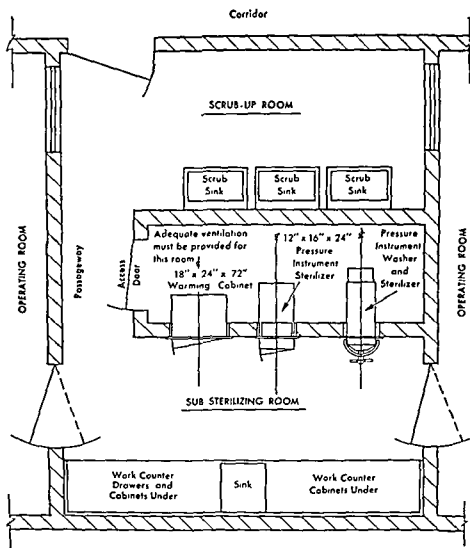 Corridor
SCRUB-UP ROOM
Scrub
Sink
Scrub
Sink
Scrub
Sink
OPERATING ROOM
Passageway
Access
Door
Adequate ventilation
must be provided for
this room
18" x 24" x 72"
Warming Cabinet
12" x 16" x 24"
Pressure
Instrument
Sterilizer
Pressure
Instrument
Washer
and
Sterilizer
OPERATING ROOM
SUB STERILIZING ROOM
Work Counter
Drawers and
Cabinets Under
Sink
Work Counter
Cabinets Under